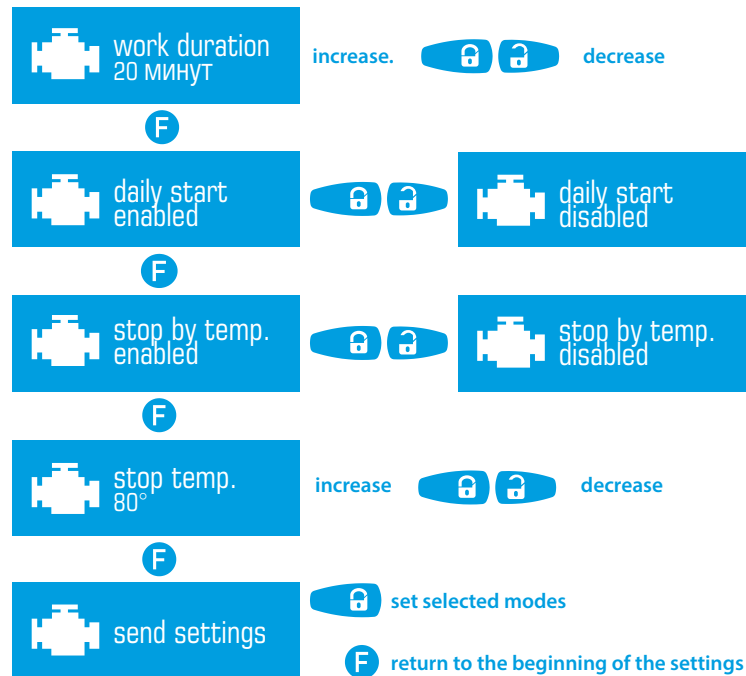 work duration
20 МИНУТ
increase.
decrease
F
daily start
enabled
daily start
disabled
F
stop by temp.
enabled
stop by temp.
disabled
F
stop temp.
80°
increase
decrease
F
send settings
set selected modes
F return to the beginning of the settings